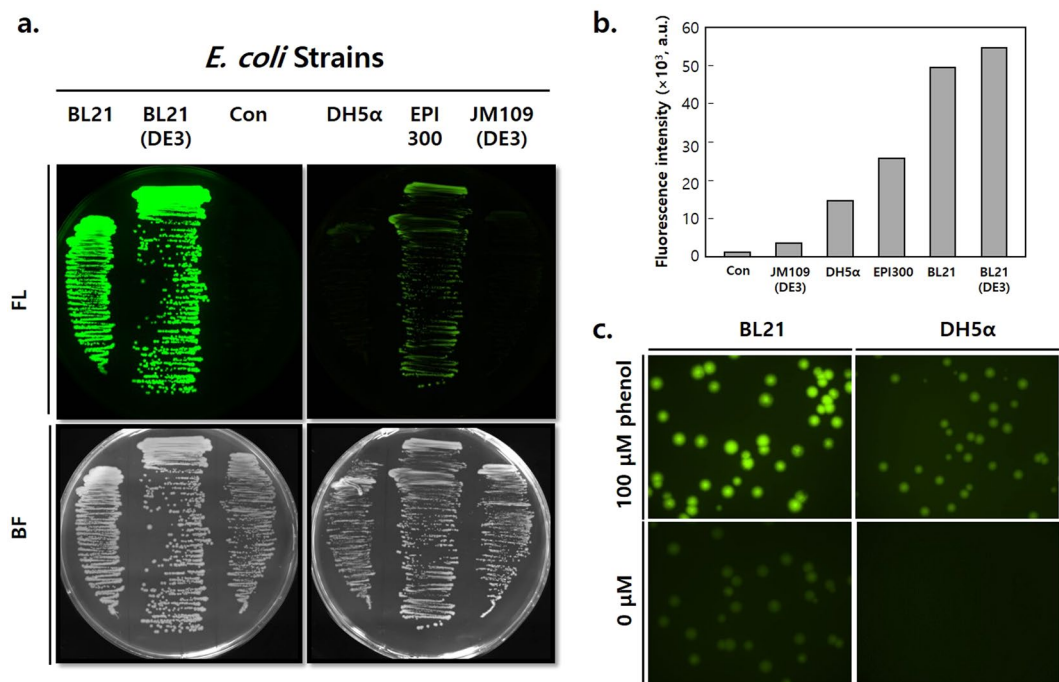 a.
E. coli Strains
BL21
BL21
(DE3)
Con
DH5α
EPI
300
JM109
(DE3)
FL
BF
b.
Fluorescence intensity (×10³, a.u.)
60
50
40
30
20
10
0
Con
JM109
(DE3)
DH5α
EPI300
BL21
BL21
(DE3)
c.
BL21
DH5α
100 μM phenol
0 μM